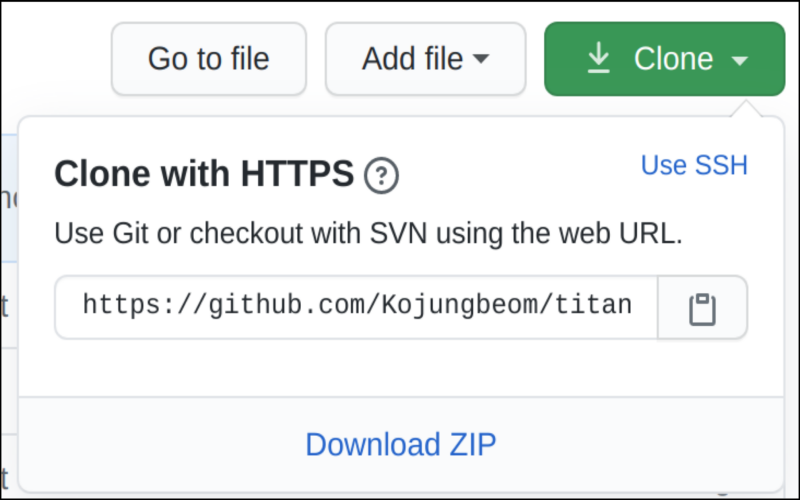 Go to file
Add file
Clone
Clone with HTTPS ?
Use SSH
Use Git or checkout with SVN using the web URL.
https://github.com/Kojungbeom/titan
Download ZIP